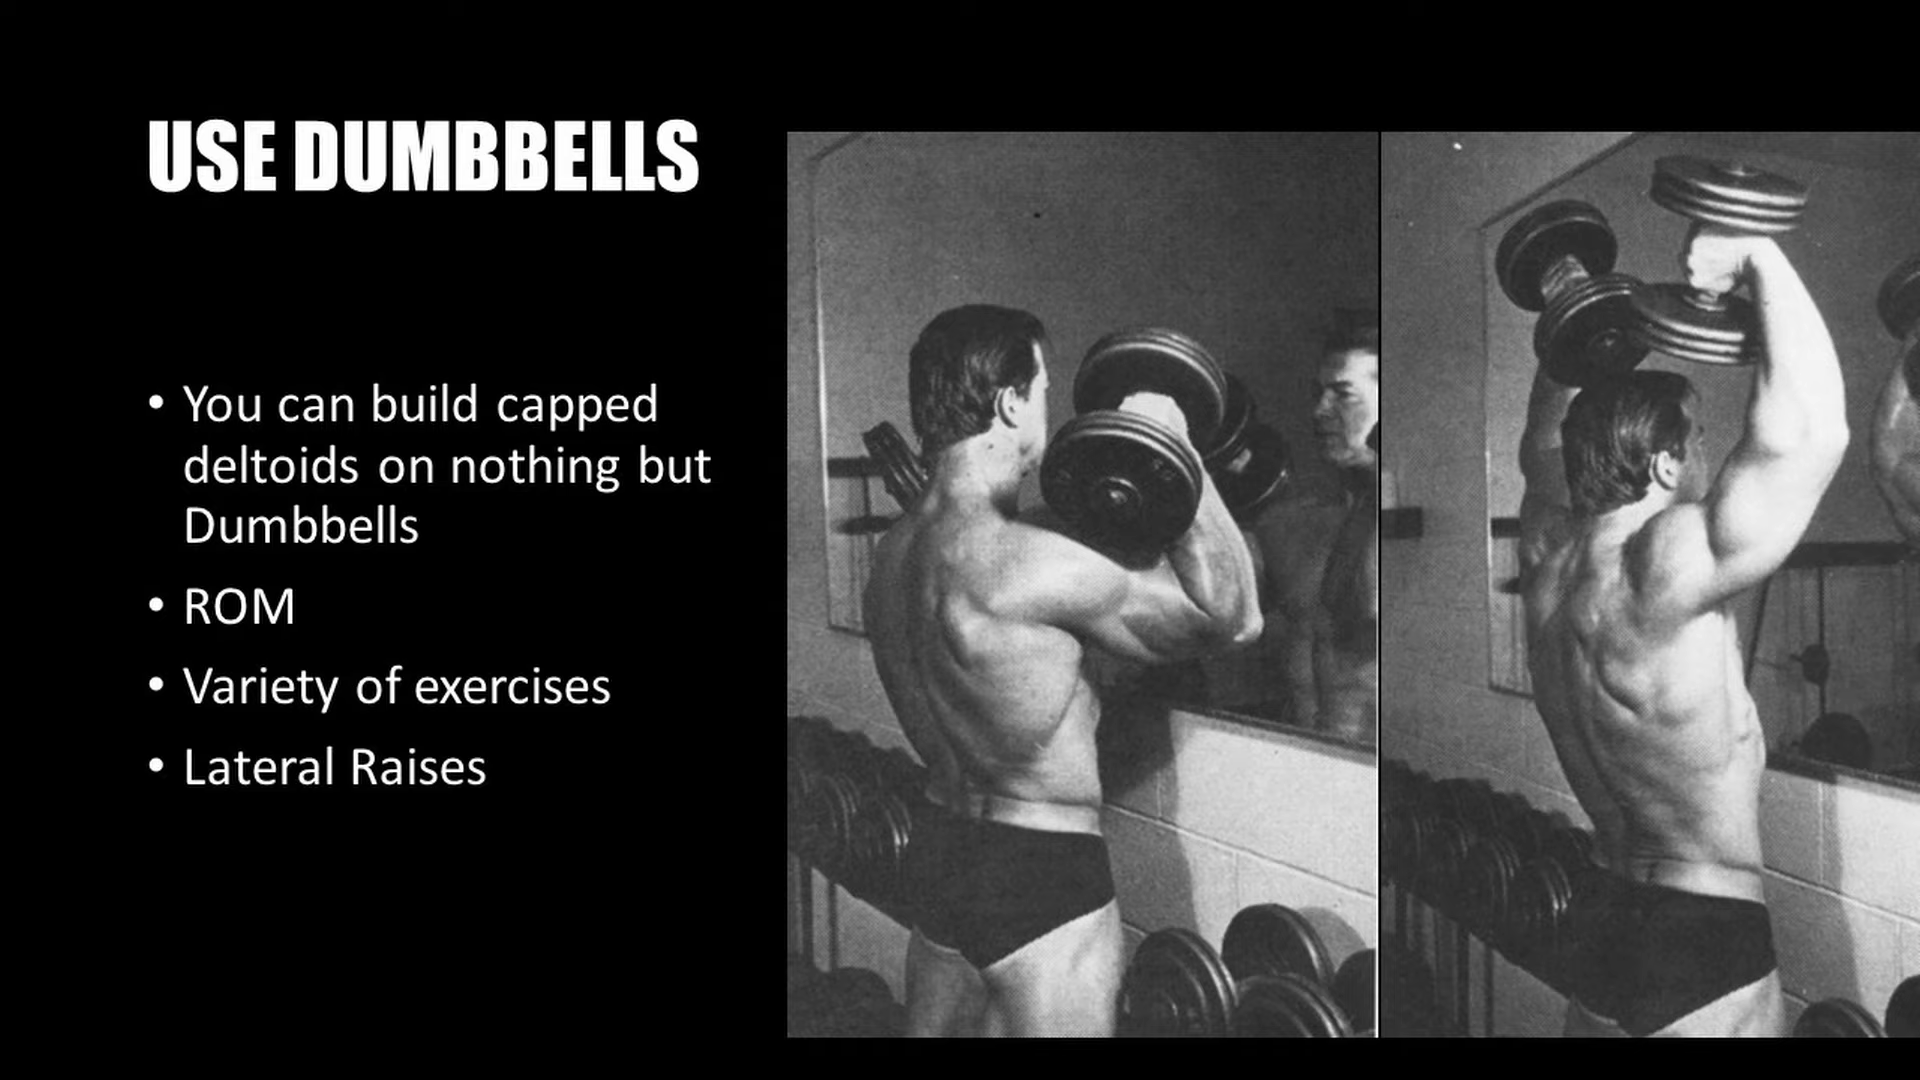 USE DUMBBELLS
• You can build capped
deltoids on nothing but
Dumbbells
• ROM
• Variety of exercises
• Lateral Raises